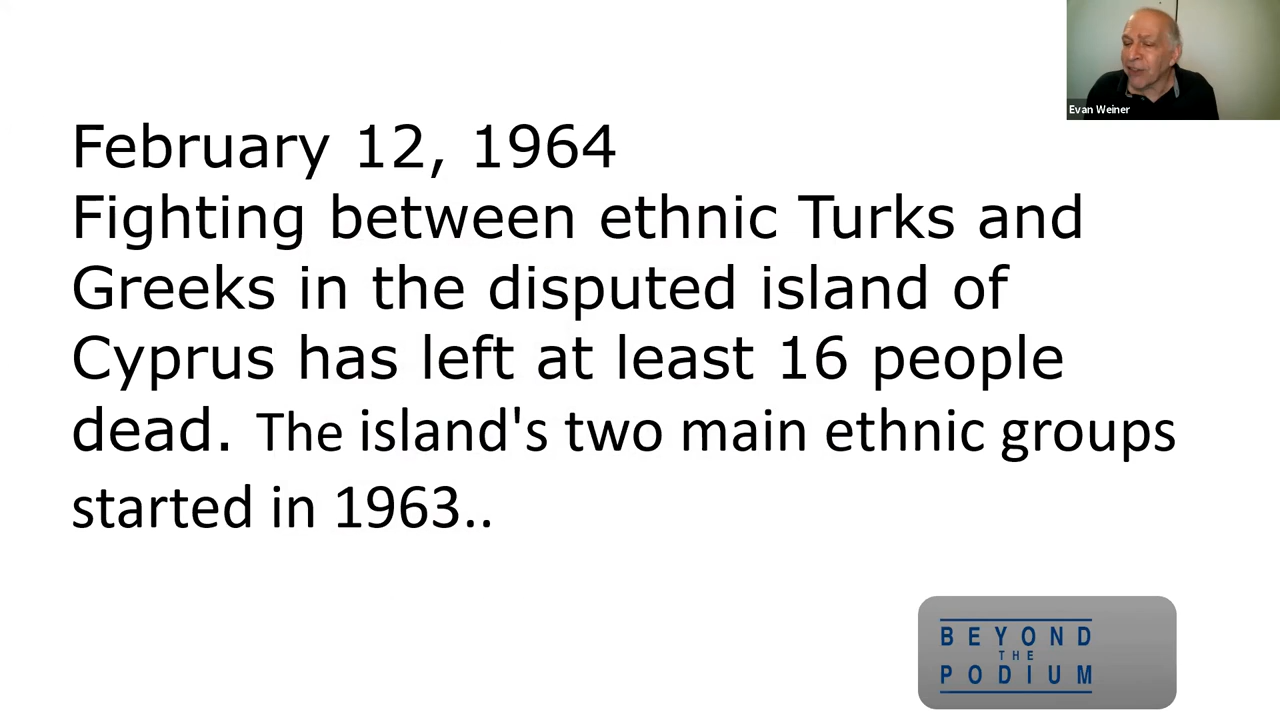 Evan Weiner
February 12, 1964
Fighting between ethnic Turks and
Greeks in the disputed island of
Cyprus has left at least 16 people
dead. The island's two main ethnic groups
started in 1963..
BEYOND
THE
PODIUM